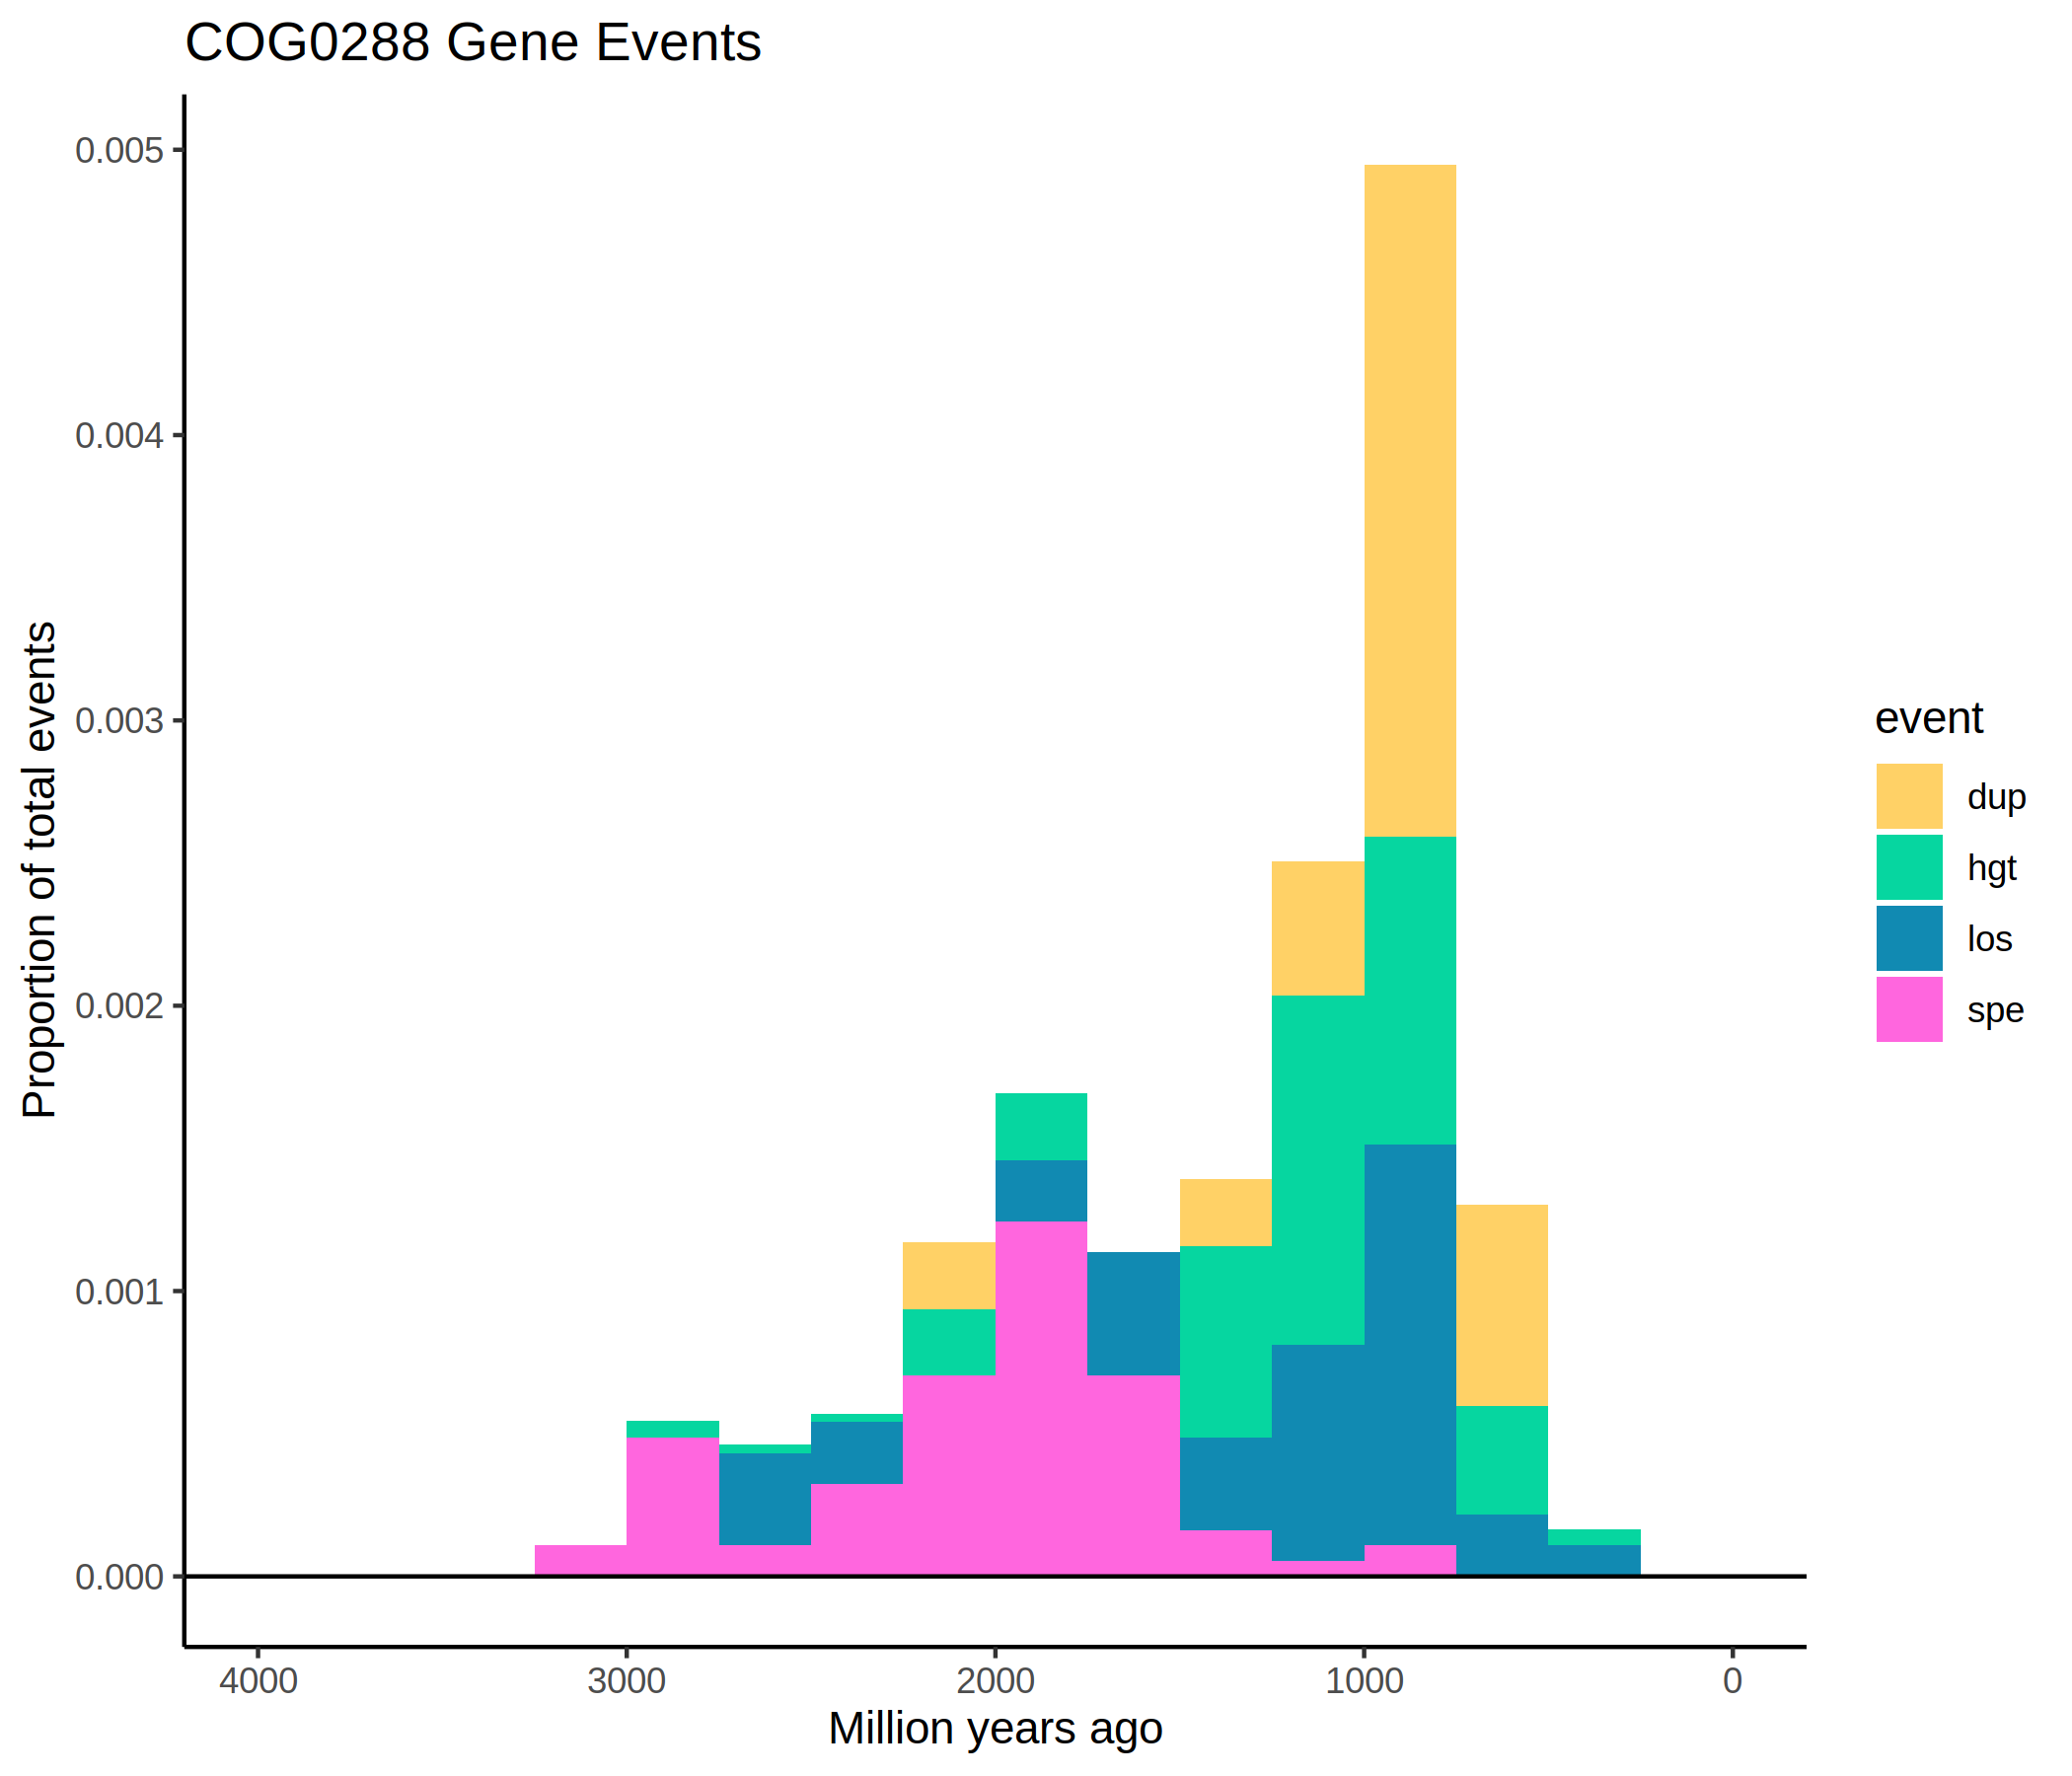 COG0288 Gene Events
Proportion of total events
0.005
0.004
0.003
0.002
0.001
0.000
4000 3000 2000 1000 0
Million years ago
event
dup
hgt
los
spe